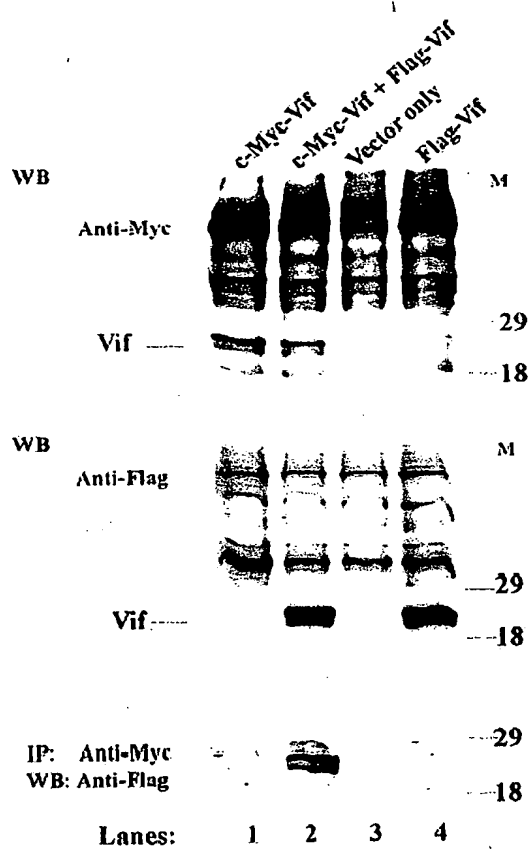 c-Myc-Vif
c-Myc-Vif + Flag-Vif
Vector only
Flag-Vif
WB
M
Anti-Myc
29
Vif
18
WB
M
Anti-Flag
29
Vif
18
29
IP: Anti-Myc
WB: Anti-Flag
18
Lanes: 1 2 3 4